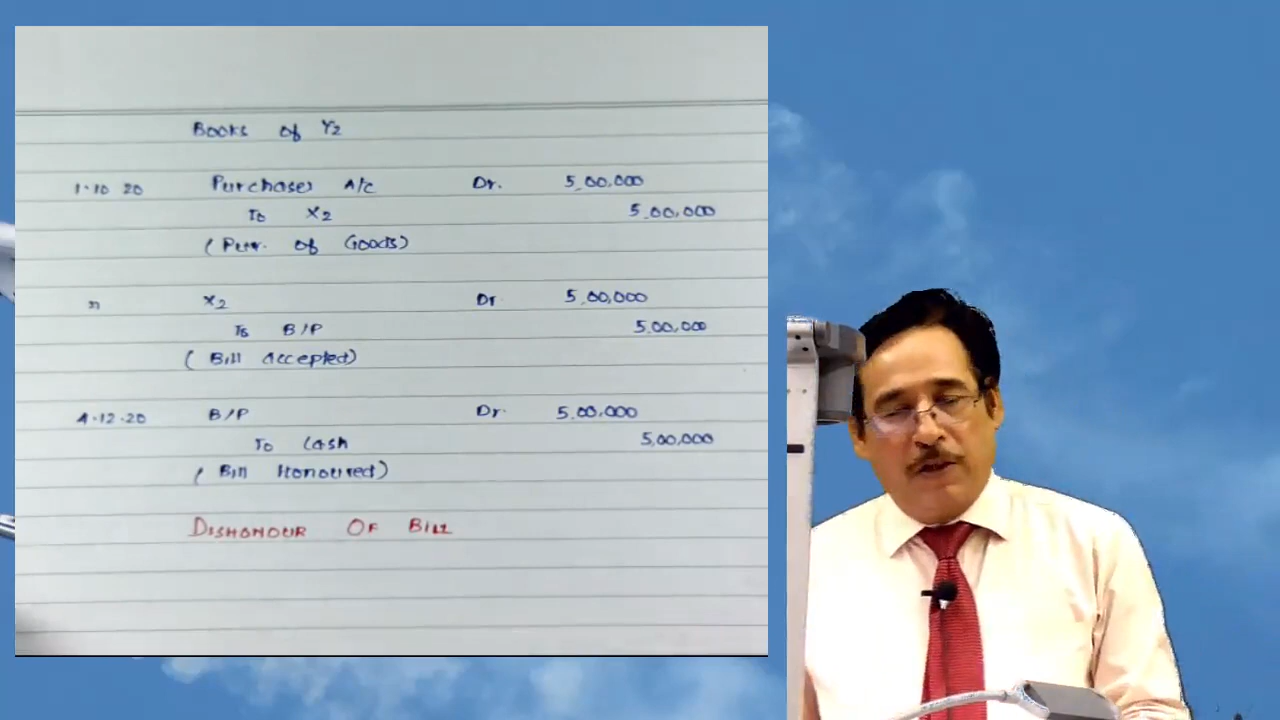 Books of Y2
1.10 20 Purchases A/c Dr. 5,00,000
To X2 5,00,000
( Pur. of Goods)
" X2 Dr. 5,00,000
To B/P 5,00,000
( Bill Accepted)
4.12.20 B/P Dr. 5,00,000
To Cash 5,00,000
( Bill Honoured)
DISHONOUR OF BILL